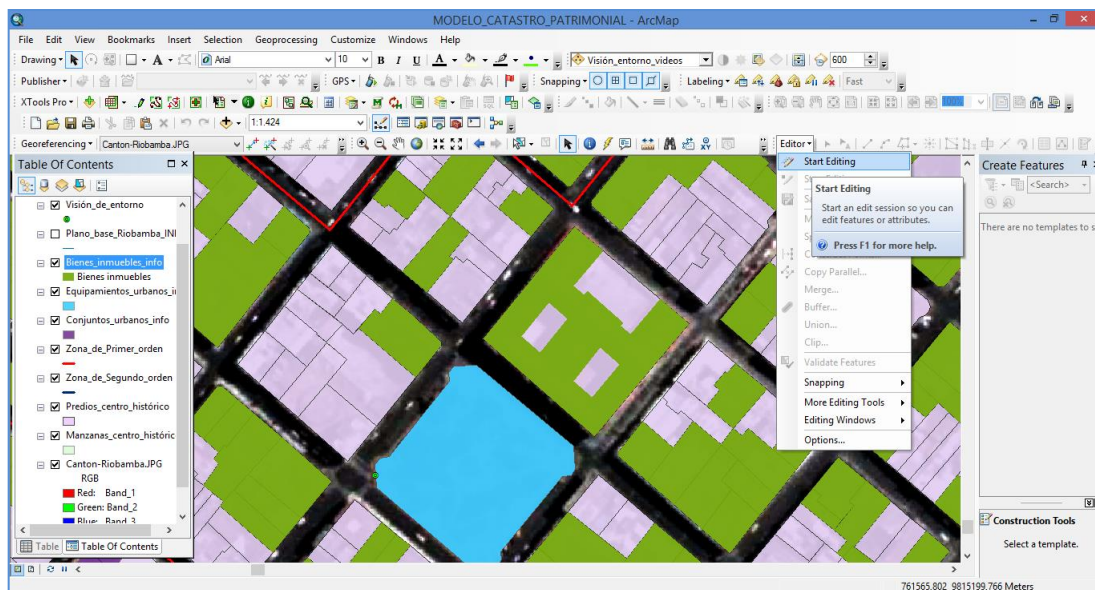 MODELO_CATASTRO_PATRIMONIAL - ArcMap
File Edit View Bookmarks Insert Selection Geoprocessing Customize Windows Help
Drawing A Arial 10 B I U A Visión_entorno_videos 600
Publisher GPS Snapping Labeling Fast
XTools Pro 100%
1:1.424
Georeferencing Canton-Riobamba.JPG Editor
Table Of Contents
Visión_de_entorno
Plano_base_Riobamba_INI
Bienes_inmuebles_info
Bienes inmuebles
Equipamientos_urbanos_i
Conjuntos_urbanos_info
Zona_de_Primer_orden
Zona_de_Segundo_orden
Predios_centro_histórico
Manzanas_centro_históric
Canton-Riobamba.JPG
RGB
Red: Band_1
Green: Band_2
Blue: Band_3
Table Table Of Contents
Start Editing
Start Editing
Start an edit session so you can
edit features or attributes.
Press F1 for more help.
Copy Parallel...
Merge...
Buffer...
Union...
Clip...
Validate Features
Snapping
More Editing Tools
Editing Windows
Options...
Create Features
<Search>
There are no templates to s
Construction Tools
Select a template.
761565.802 9815199.766 Meters